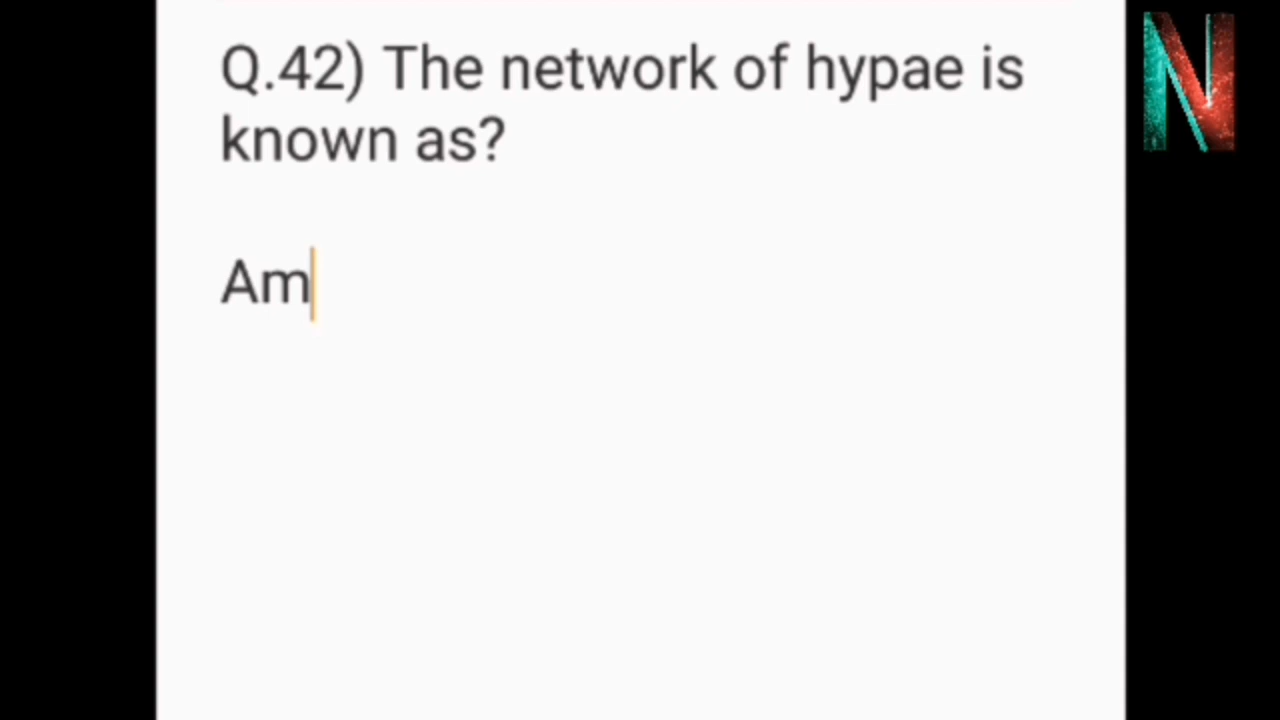 Q.42) The network of hypae is
known as?
Am
N